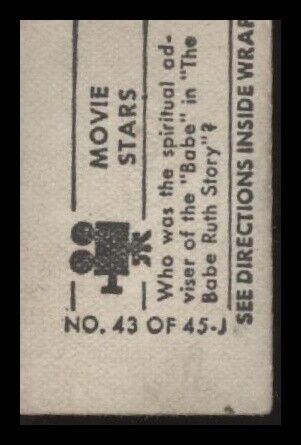 MOVIE
STARS
Who was the spiritual ad-
viser of the "Babe" in "The
Babe Ruth Story"?
SEE DIRECTIONS INSIDE WRAP
NO. 43 OF 45-J